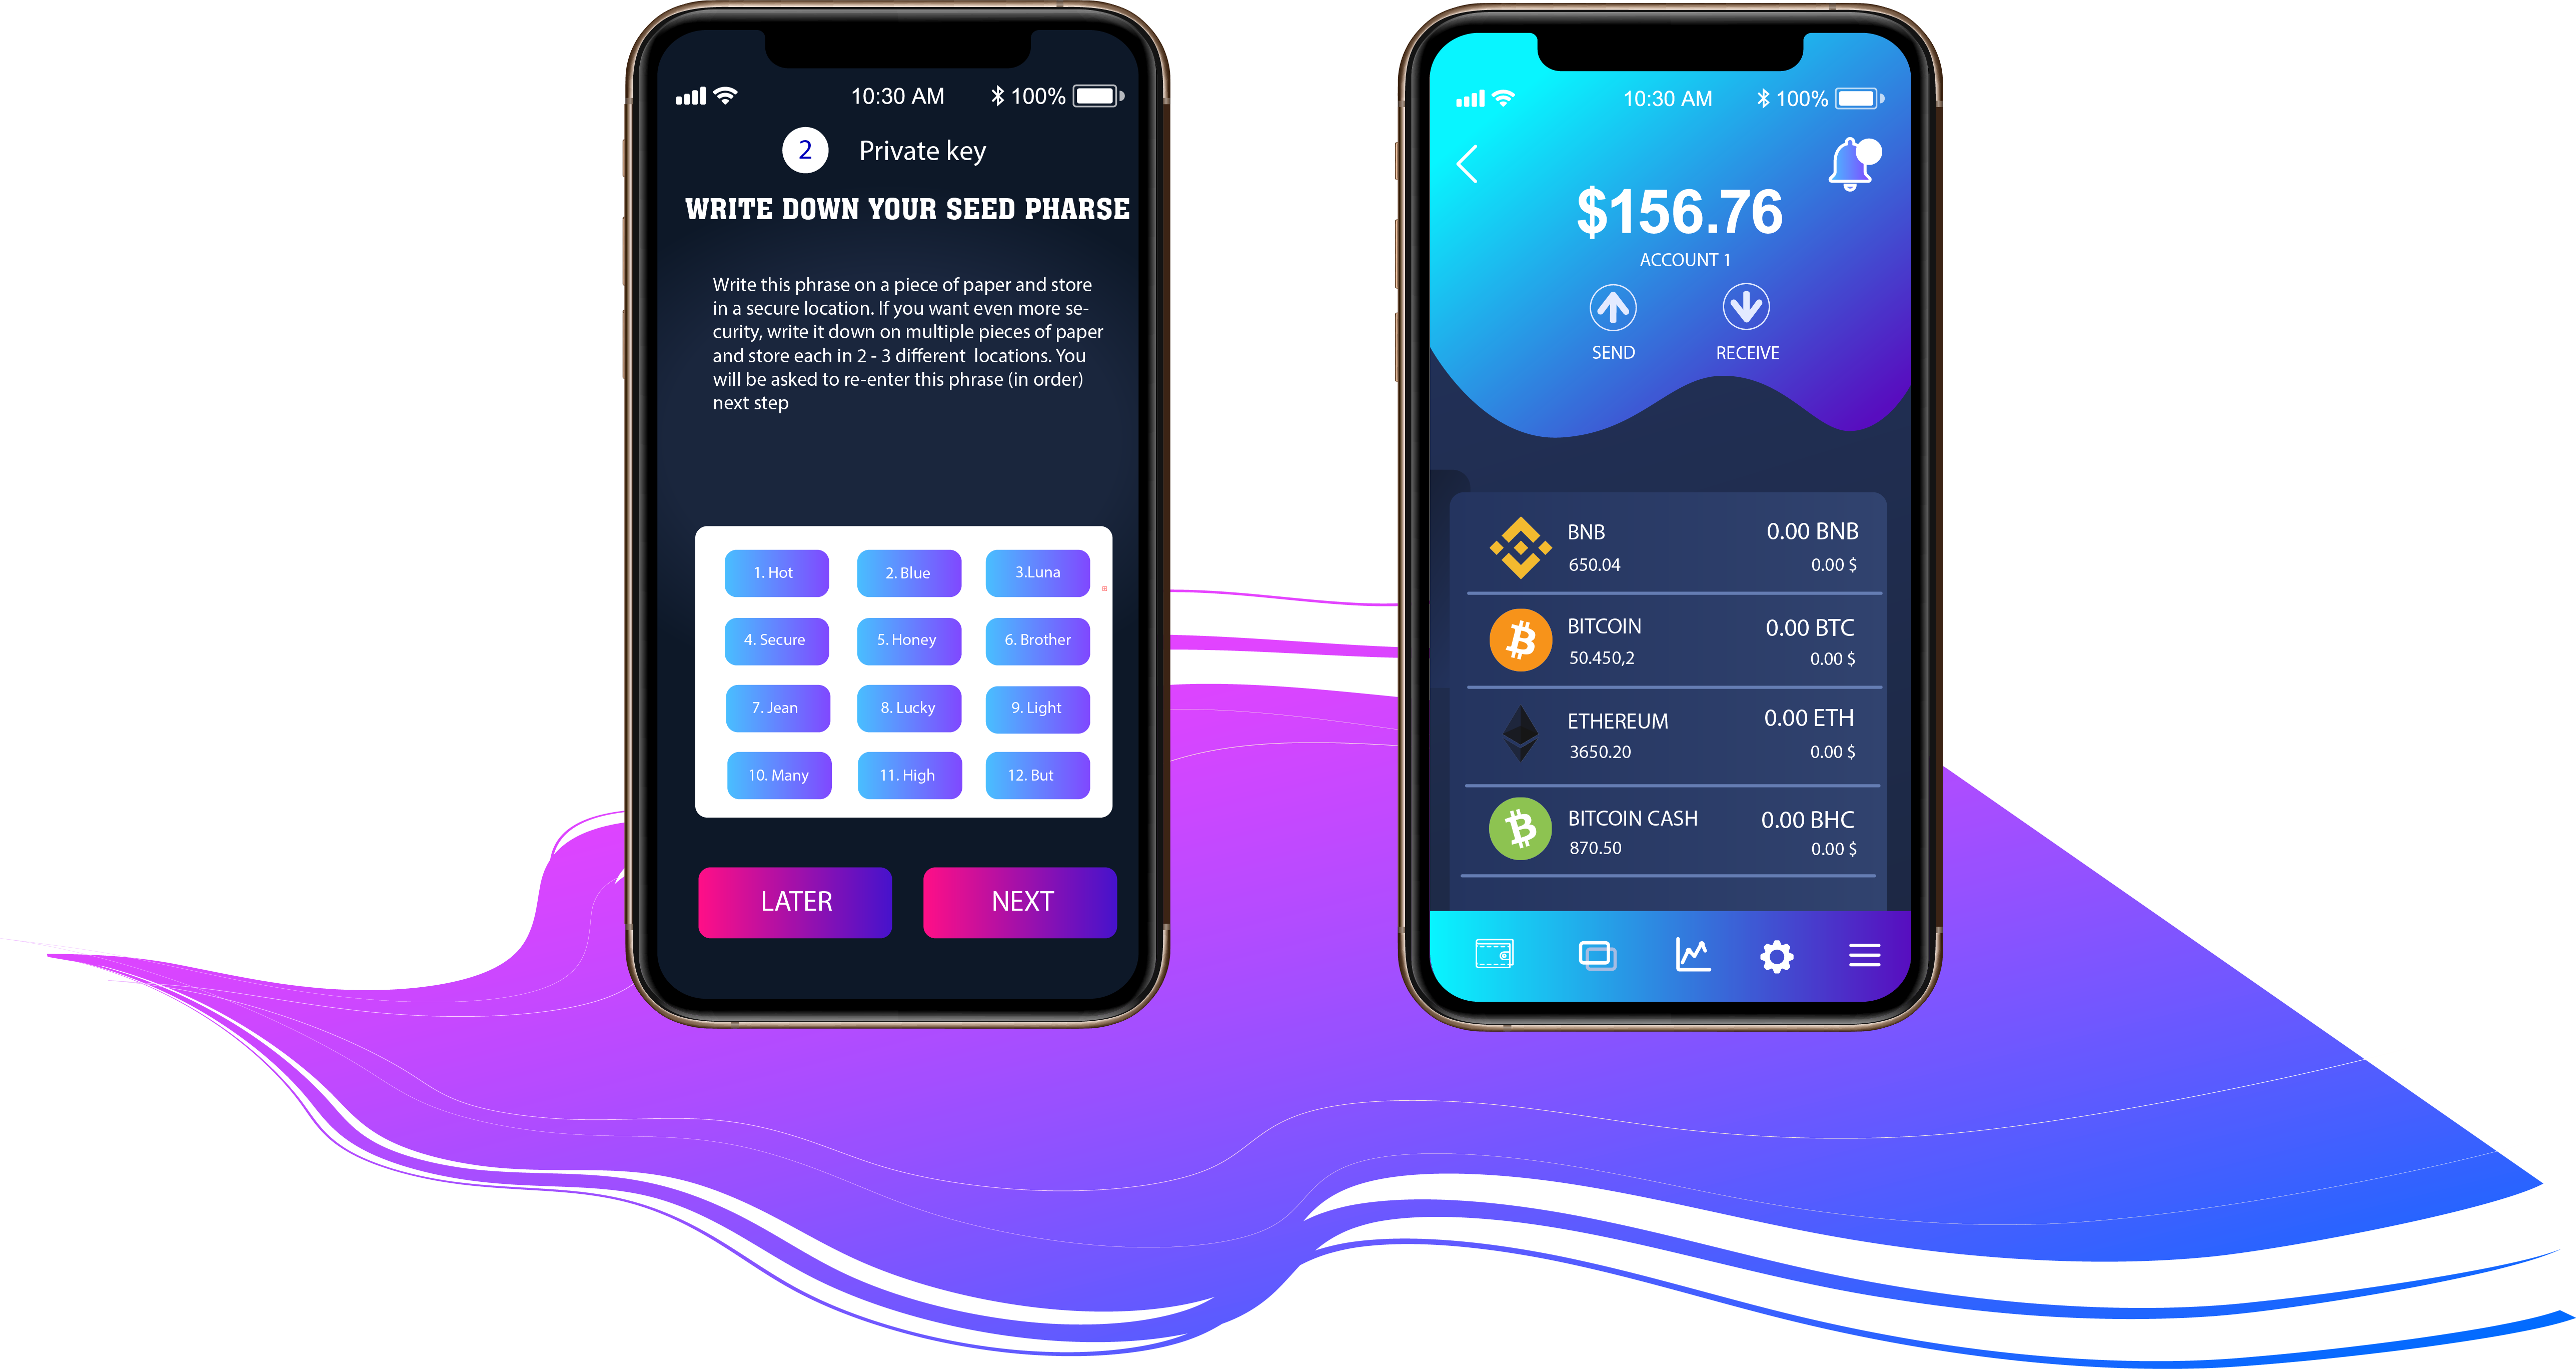 10:30 AM
100%
2
Private key
WRITE DOWN YOUR SEED PHARSE
Write this phrase on a piece of paper and store
in a secure location. If you want even more se-
curity, write it down on multiple pieces of paper
and store each in 2 - 3 different locations. You
will be asked to re-enter this phrase (in order)
next step
1. Hot
2. Blue
3.Luna
4. Secure
5. Honey
6. Brother
7. Jean
8. Lucky
9. Light
10. Many
11. High
12. But
LATER
NEXT
10:30 AM
100%
$156.76
ACCOUNT 1
SEND
RECEIVE
BNB
0.00 BNB
650.04
0.00 $
BITCOIN
0.00 BTC
50.450,2
0.00 $
ETHEREUM
0.00 ETH
3650.20
0.00 $
BITCOIN CASH
0.00 BHC
870.50
0.00 $